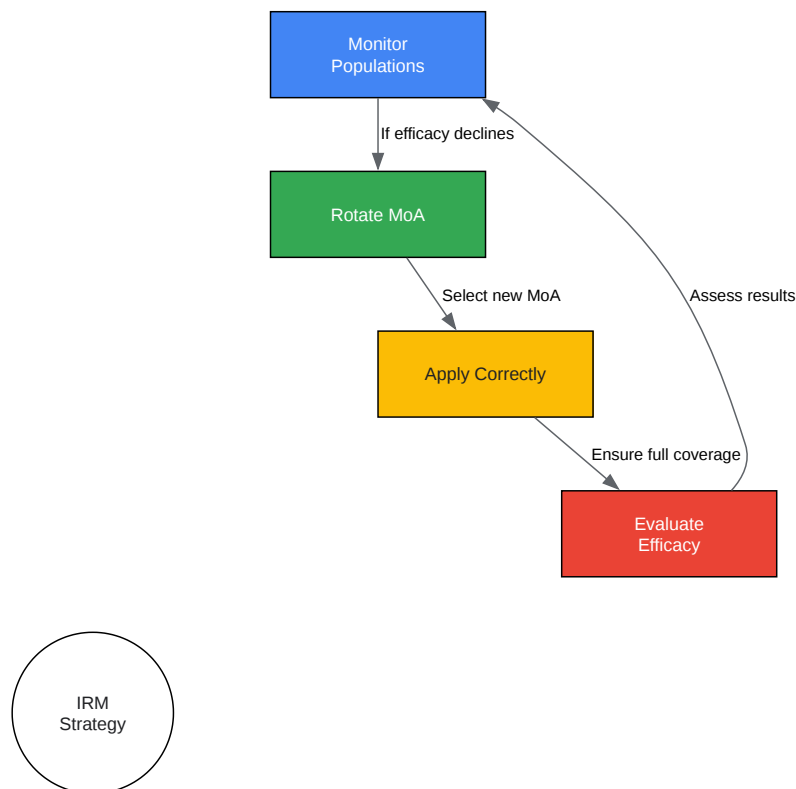 Monitor
Populations
If efficacy declines
Rotate MoA
Select new MoA
Assess results
Apply Correctly
Ensure full coverage
Evaluate
Efficacy
IRM
Strategy